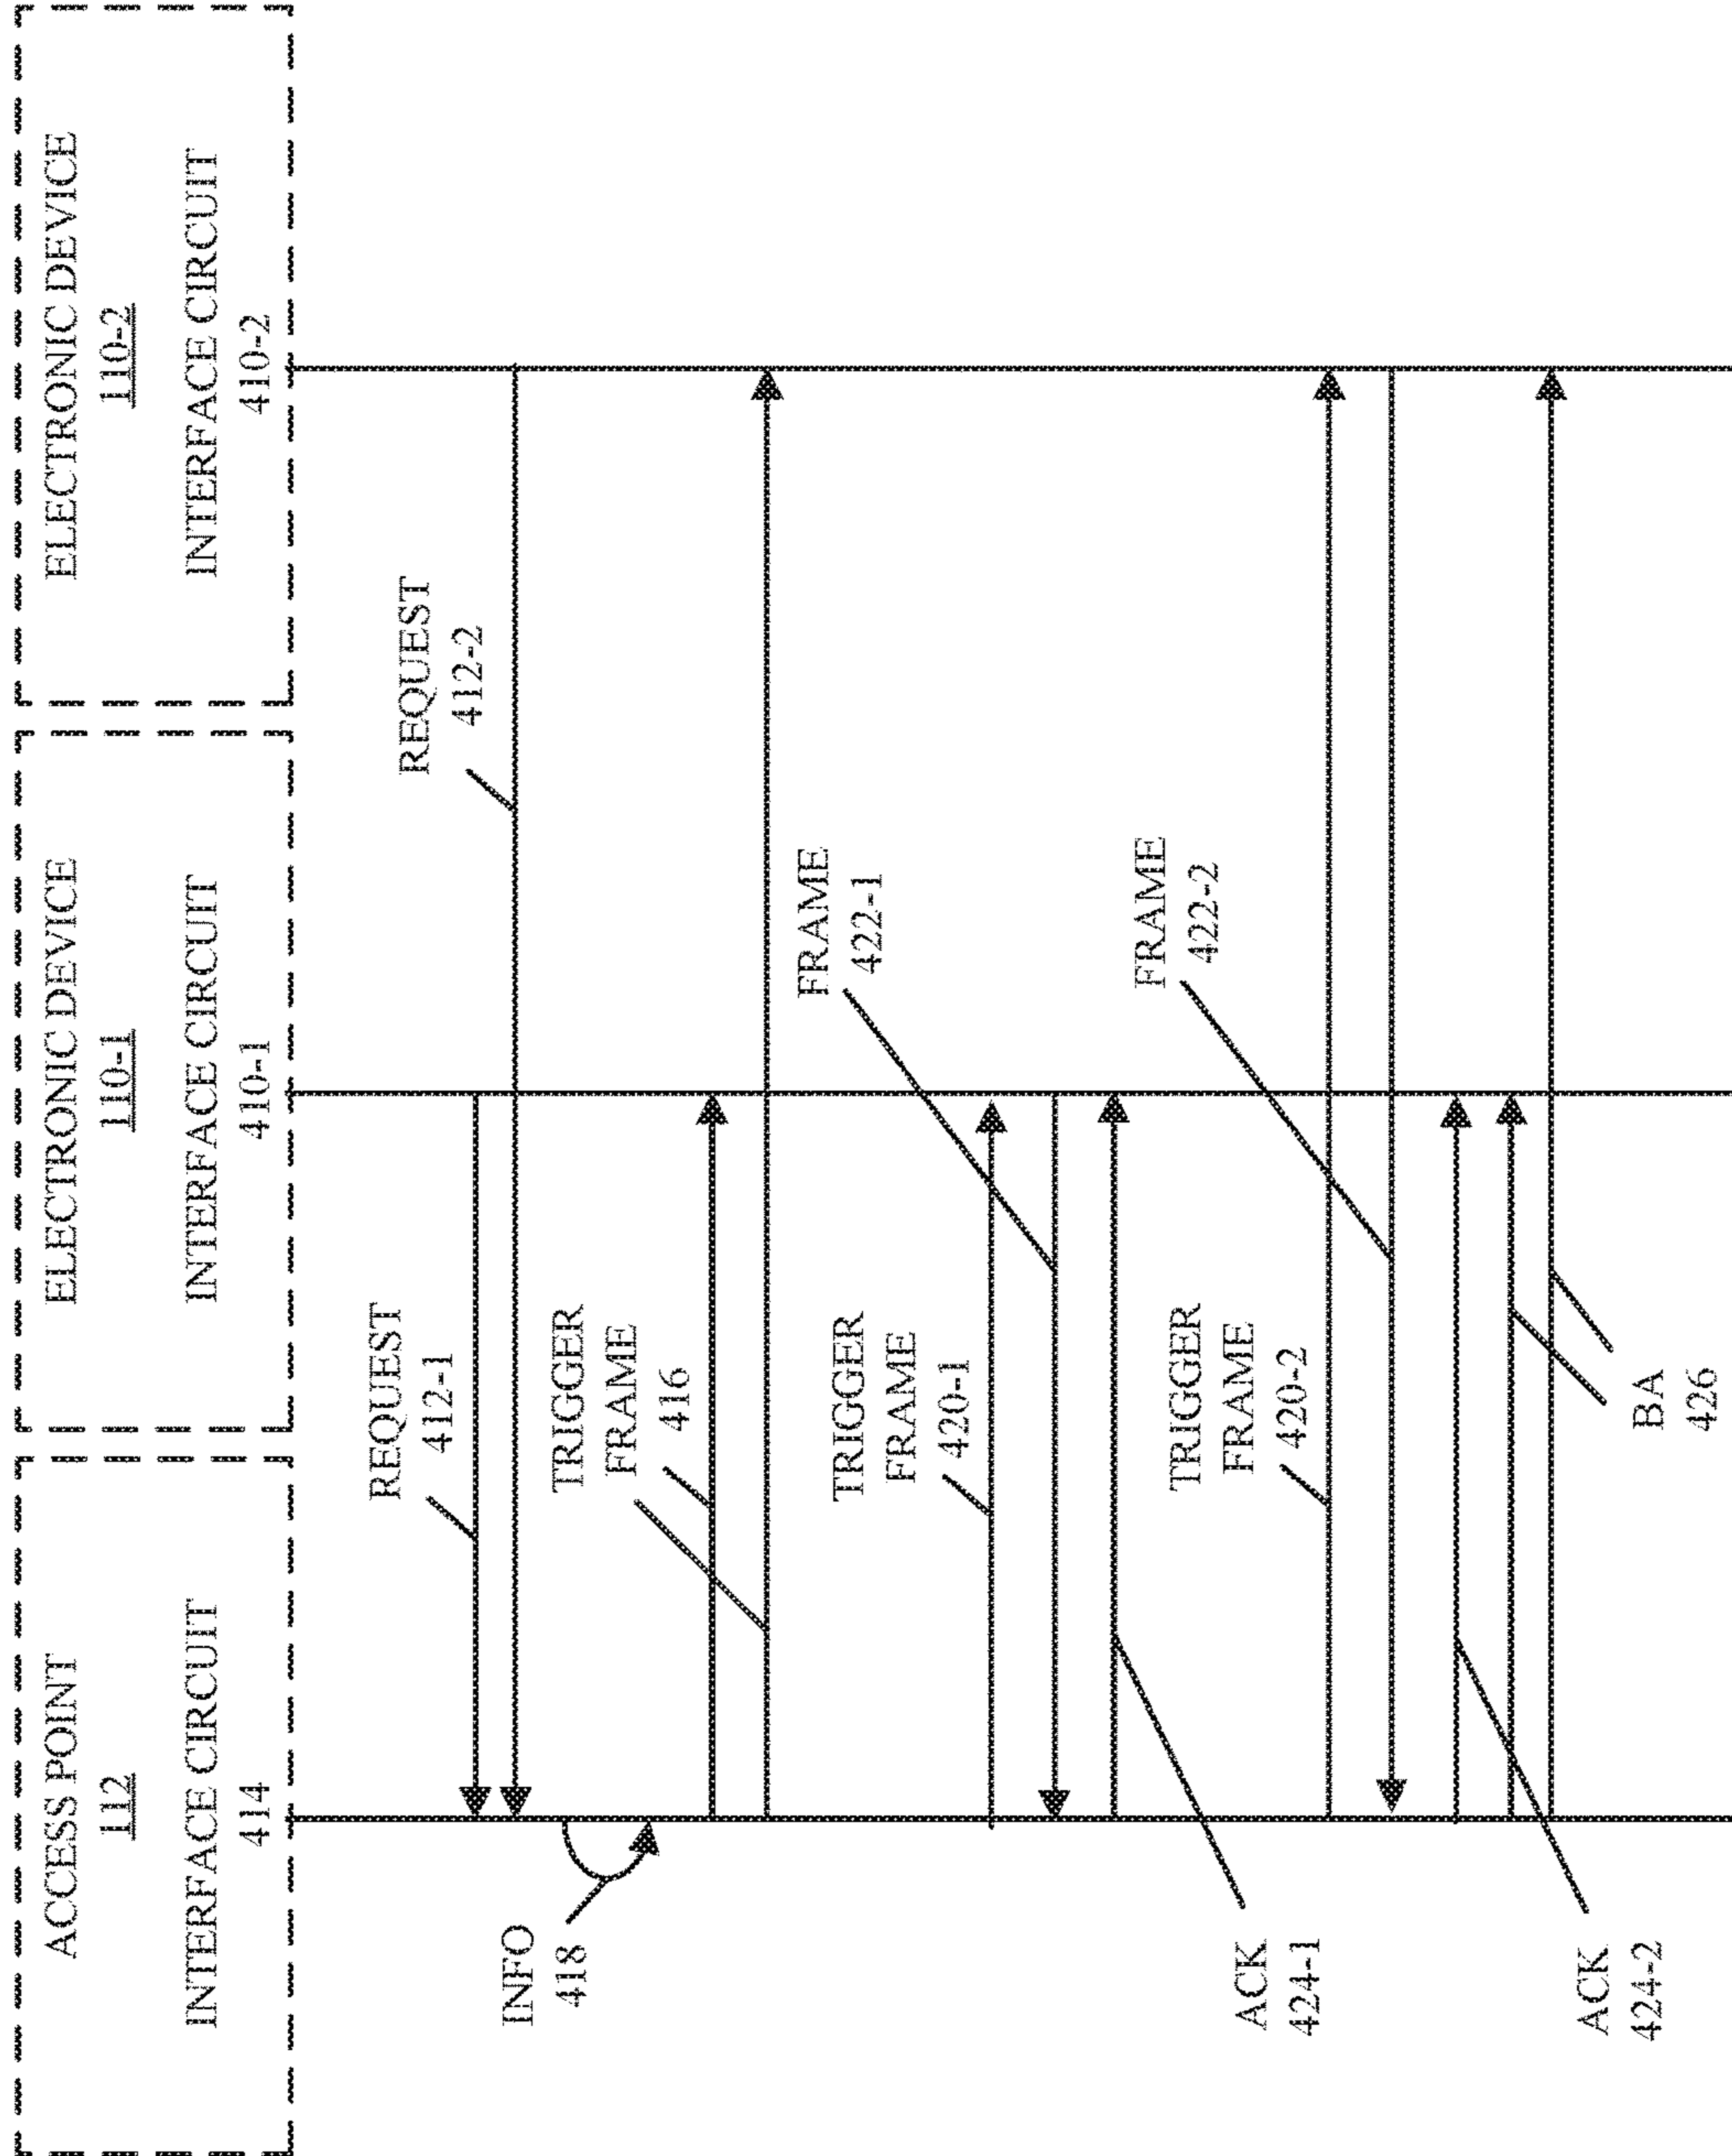 ACCESS POINT
112
INTERFACE CIRCUIT
414
ELECTRONIC DEVICE
110-1
INTERFACE CIRCUIT
410-1
ELECTRONIC DEVICE
110-2
INTERFACE CIRCUIT
410-2
REQUEST
412-1
REQUEST
412-2
INFO
418
TRIGGER
FRAME
416
TRIGGER
FRAME
420-1
FRAME
422-1
ACK
424-1
TRIGGER
FRAME
420-2
FRAME
422-2
ACK
424-2
BA
426